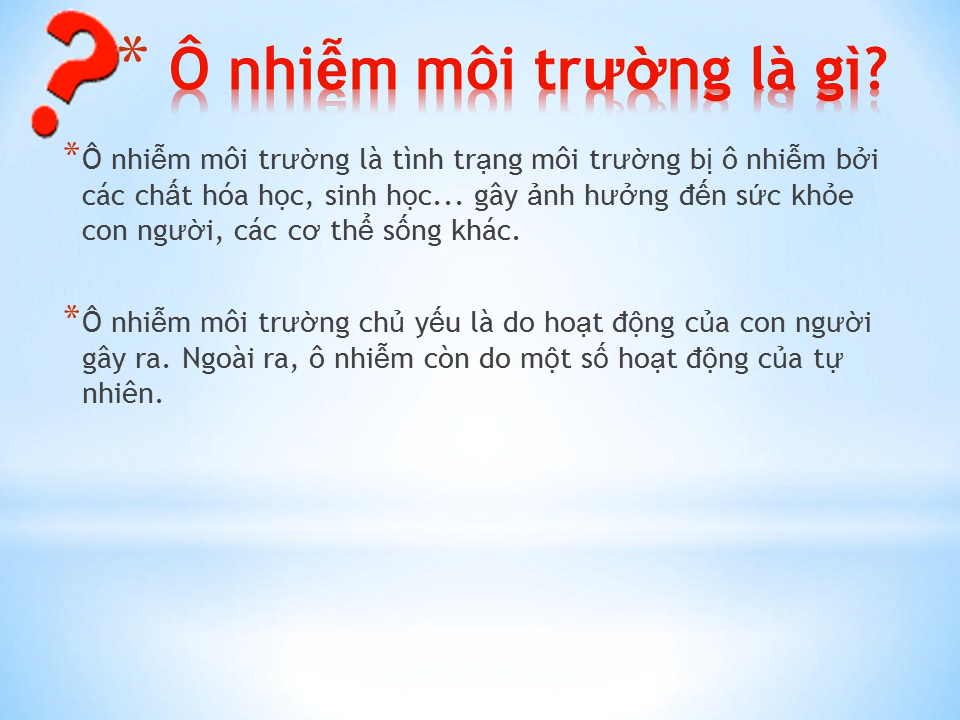 * Ô nhiễm môi trường là gì?
* Ô nhiễm môi trường là tình trạng môi trường bị ô nhiễm bởi
các chất hóa học, sinh học... gây ảnh hưởng đến sức khỏe
con người, các cơ thể sống khác.
* Ô nhiễm môi trường chủ yếu là do hoạt động của con người
gây ra. Ngoài ra, ô nhiễm còn do một số hoạt động của tự
nhiên.